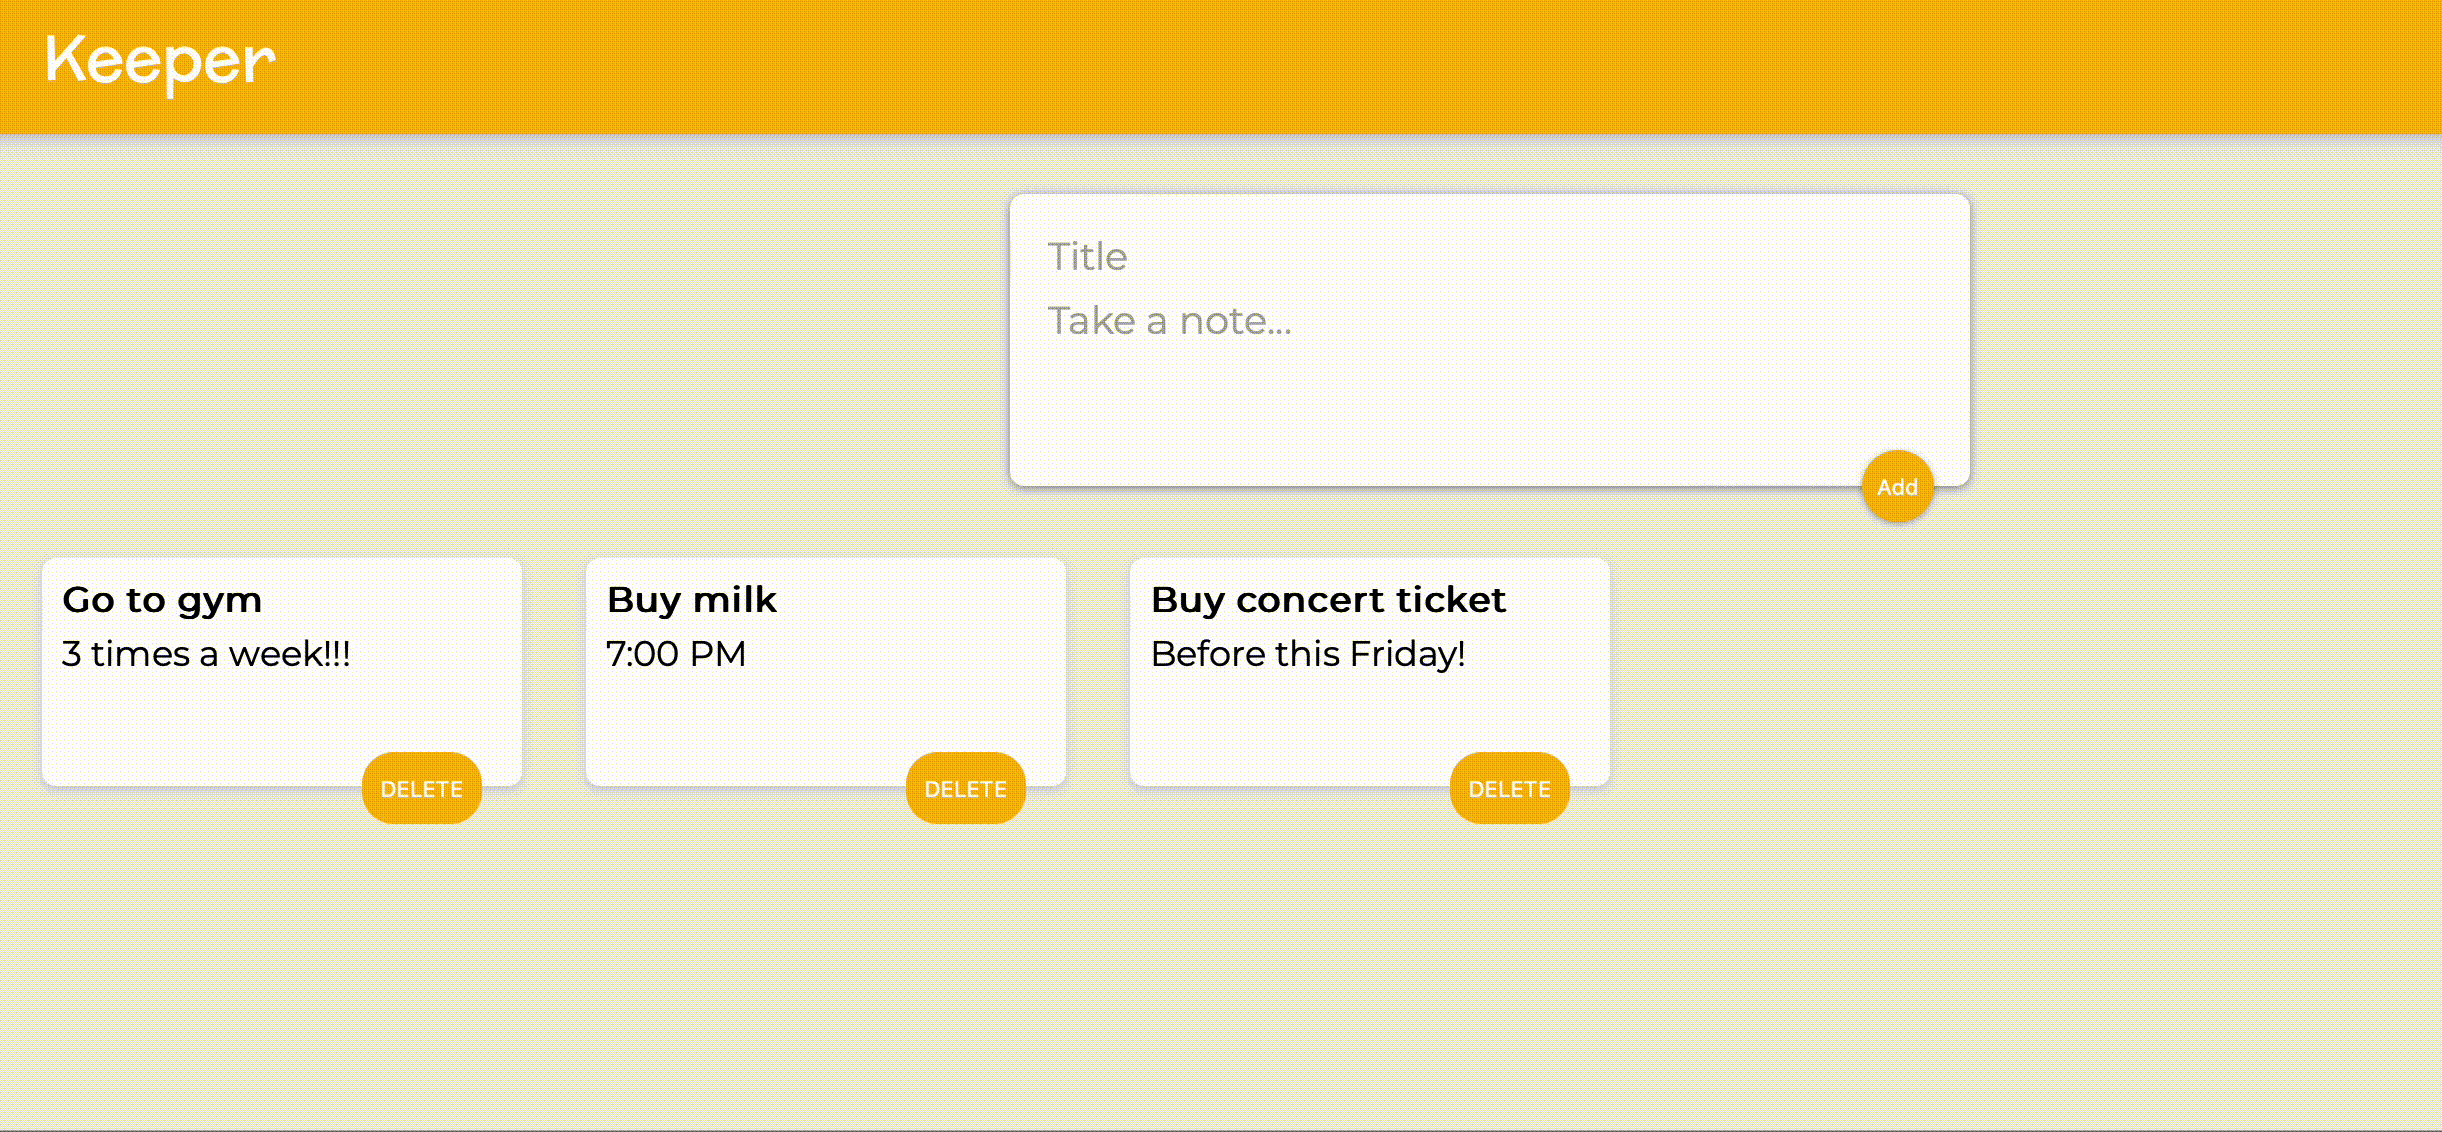 Keeper
Title
Take a note...
Add
Go to gym
3 times a week!!!
DELETE
Buy milk
7:00 PM
DELETE
Buy concert ticket
Before this Friday!
DELETE